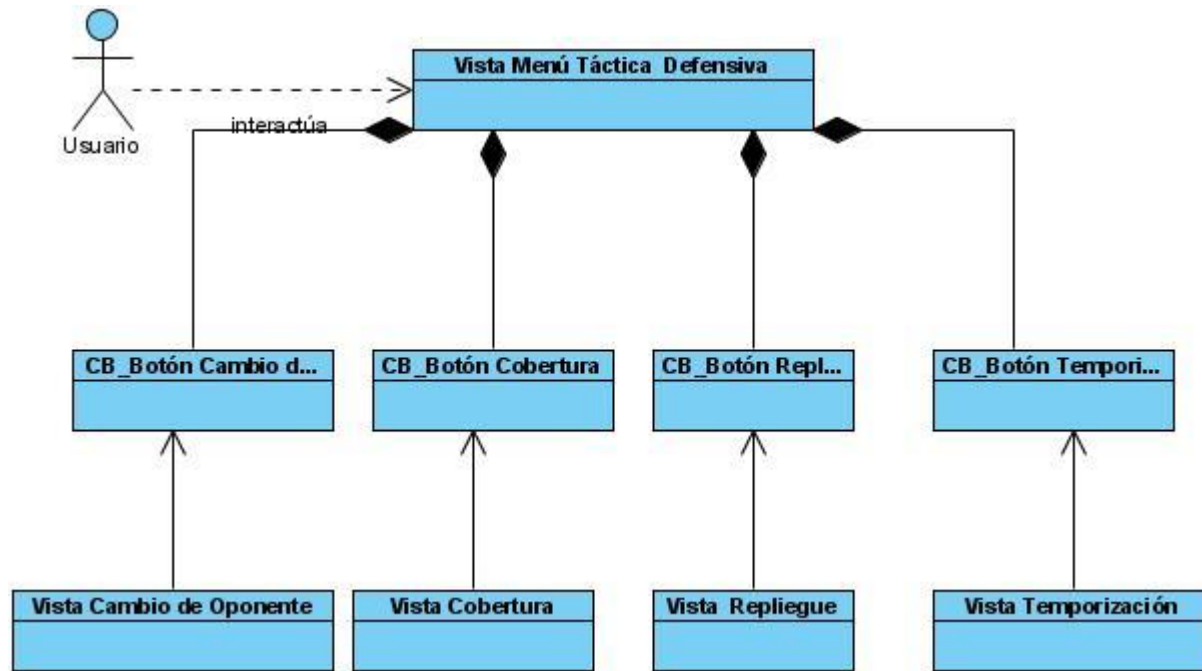 Vista Menú Táctica Defensiva
interactúa
Usuario
CB_Botón Cambio d...
CB_Botón Cobertura
CB_Botón Repl...
CB_Botón Tempori...
Vista Cambio de Oponente
Vista Cobertura
Vista Repliegue
Vista Temporización